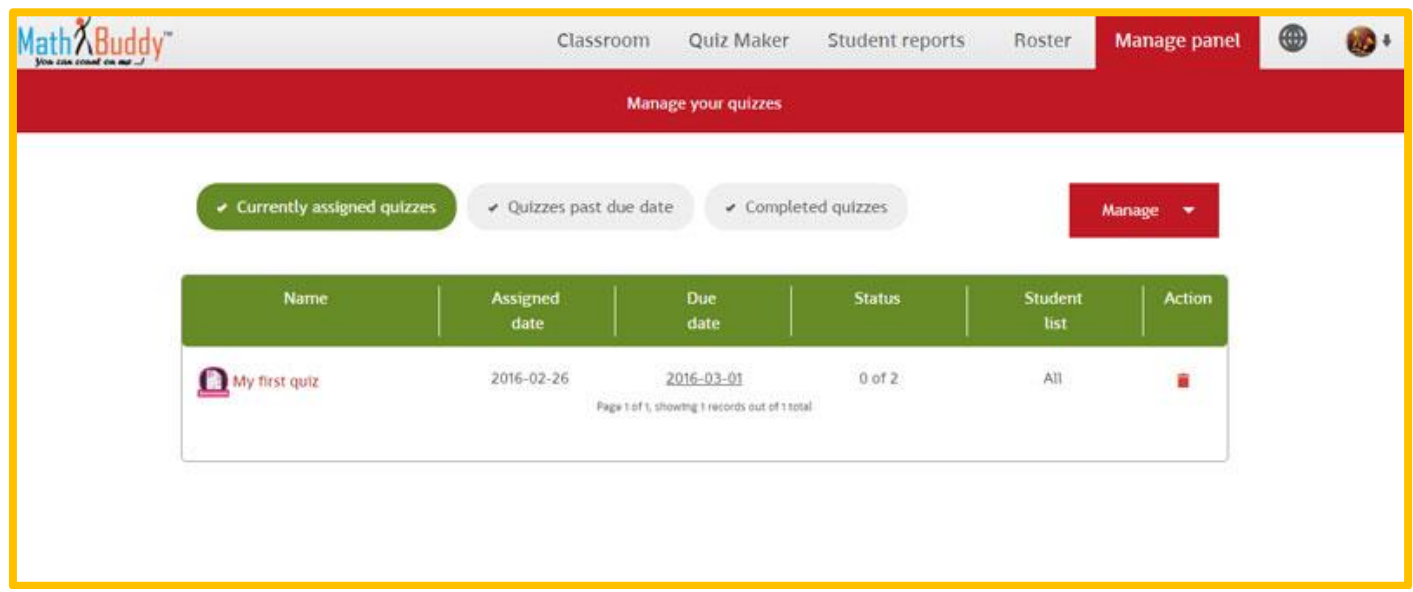 MathBuddy™
You can count on me ..!
Classroom Quiz Maker Student reports Roster Manage panel
Manage your quizzes
✔ Currently assigned quizzes ✔ Quizzes past due date ✔ Completed quizzes Manage
Name Assigned date Due date Status Student list Action
My first quiz 2016-02-26 2016-03-01 0 of 2 All
Page 1 of 1, showing 1 records out of 1 total